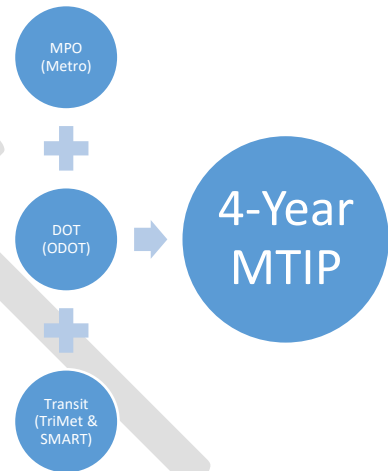 MPO
(Metro)
DOT
(ODOT)
4-Year
MTIP
Transit
(TriMet &
SMART)